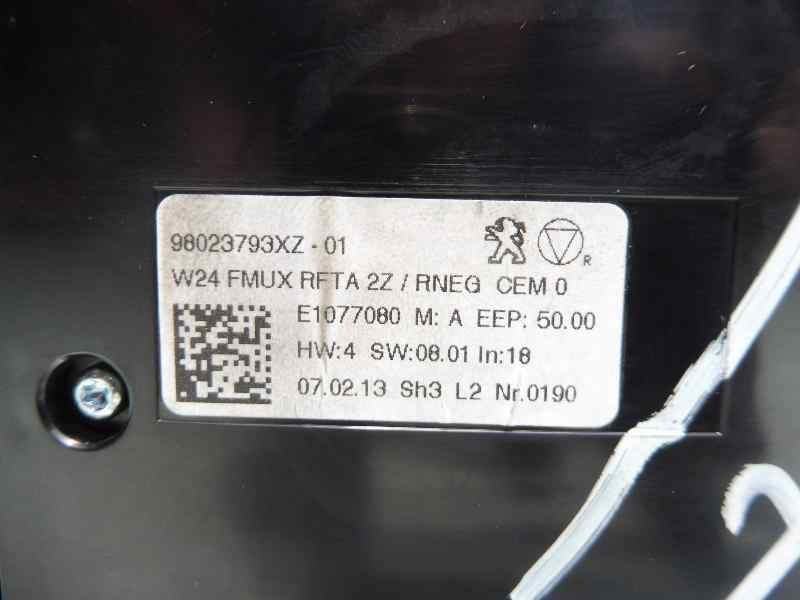 98023793XZ - 01
W24 FMUX RFTA 2Z / RNEG CEM 0
E1077080 M: A EEP: 50.00
HW:4 SW:08.01 In:18
07.02.13 Sh3 L2 Nr.0190
R